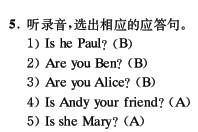 5. 听录音，选出相应的应答句。
1) Is he Paul? (B)
2) Are you Ben? (B)
3) Are you Alice? (B)
4) Is Andy your friend? (A)
5) Is she Mary? (A)